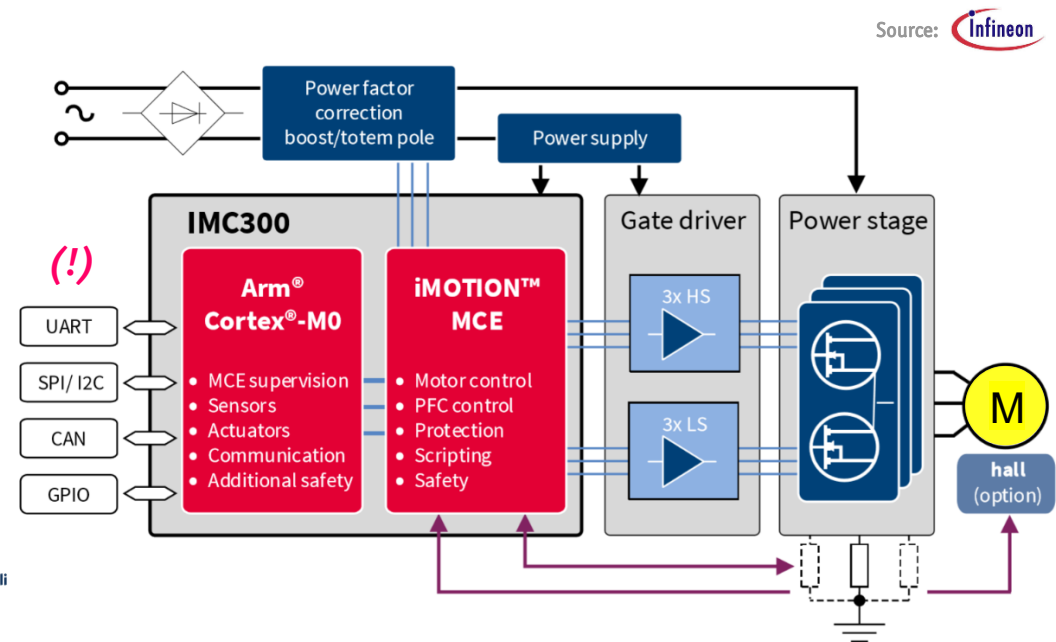 Source: infineon
Power factor
correction
boost/totem pole
Power supply
IMC300
Gate driver
Power stage
(!)
Arm®
Cortex®-M0
iMOTION™
MCE
3x HS
UART
SPI/ I2C
CAN
GPIO
• MCE supervision
• Sensors
• Actuators
• Communication
• Additional safety
• Motor control
• PFC control
• Protection
• Scripting
• Safety
3x LS
M
hall
(option)
li